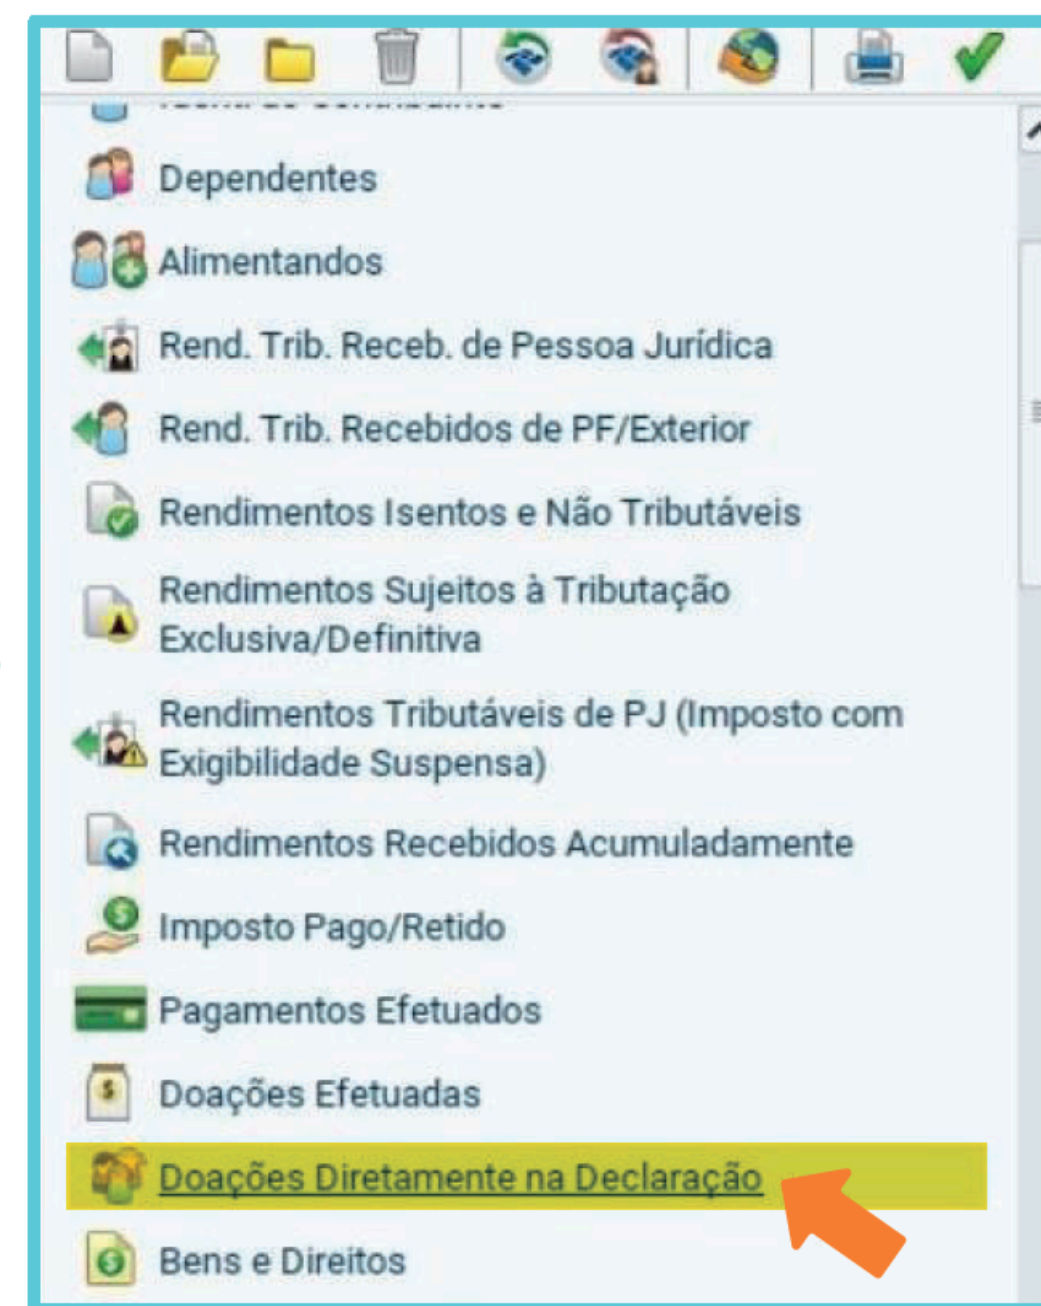 Dependentes
Alimentandos
Rend. Trib. Receb. de Pessoa Jurídica
Rend. Trib. Recebidos de PF/Exterior
Rendimentos Isentos e Não Tributáveis
Rendimentos Sujeitos à Tributação
Exclusiva/Definitiva
Rendimentos Tributáveis de PJ (Imposto com
Exigibilidade Suspensa)
Rendimentos Recebidos Acumuladamente
Imposto Pago/Retido
Pagamentos Efetuados
Doações Efetuadas
Doações Diretamente na Declaração
Bens e Direitos